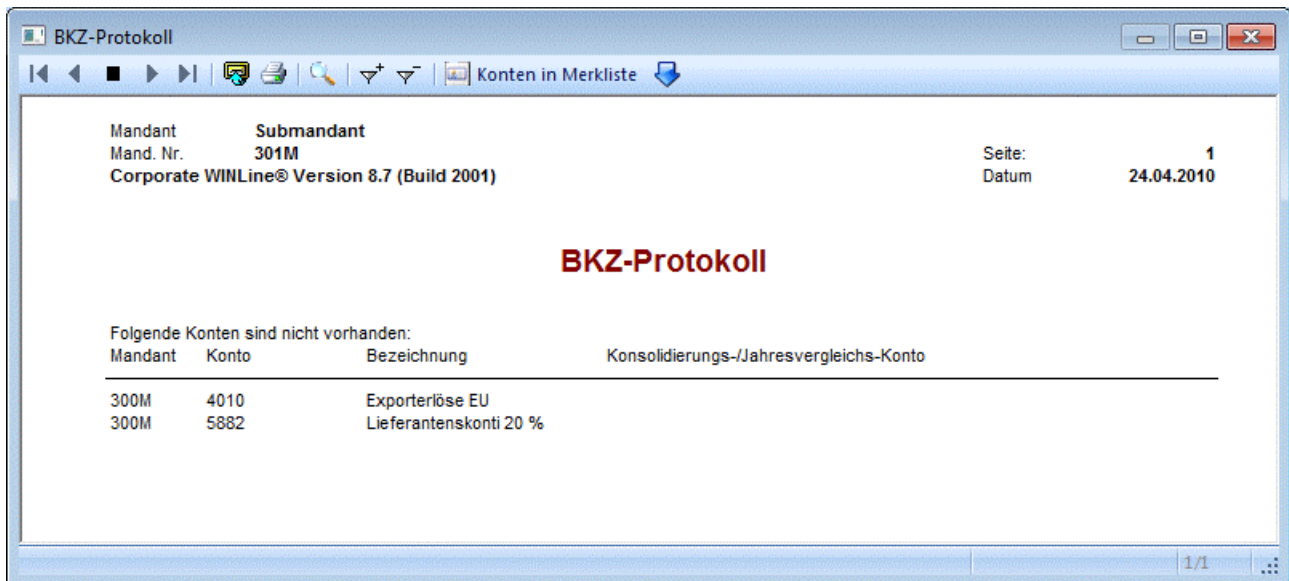 BKZ-Protokoll
Konten in Merkliste
Mandant Submandant
Mand. Nr. 301M Seite: 1
Corporate WINLine® Version 8.7 (Build 2001) Datum 24.04.2010
BKZ-Protokoll
Folgende Konten sind nicht vorhanden:
Mandant Konto Bezeichnung Konsolidierungs-/Jahresvergleichs-Konto
300M 4010 Exporterlöse EU
300M 5882 Lieferantenskonti 20 %
1/1